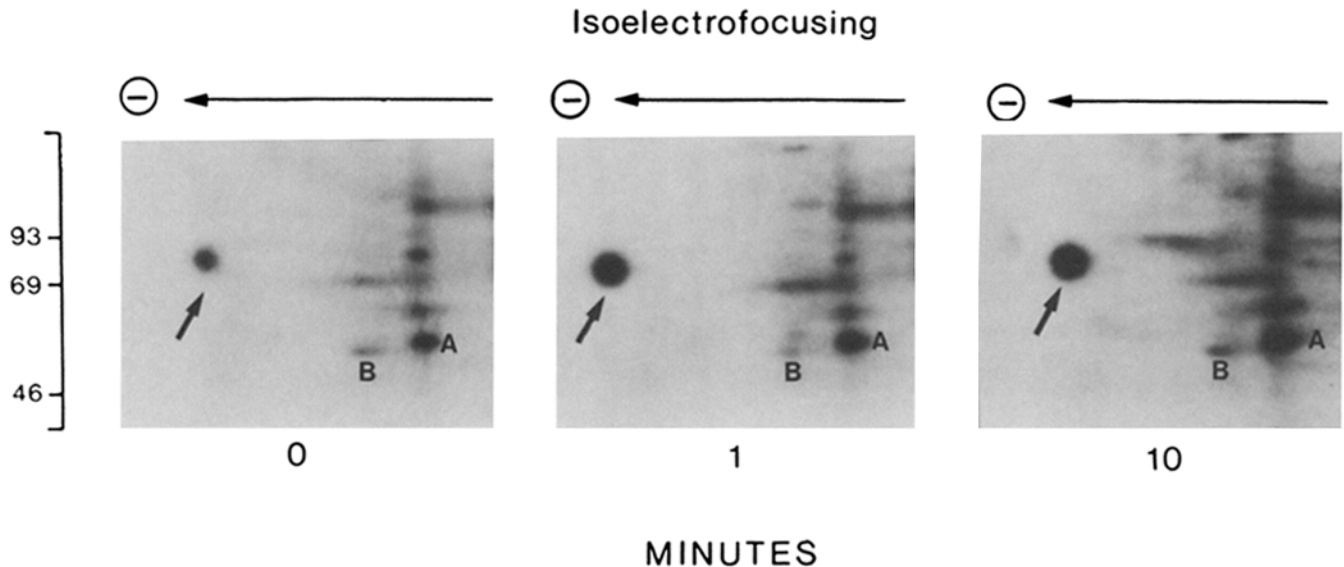 Isoelectrofocusing
− − −
93
69
A A A
B B B
46
0 1 10
MINUTES